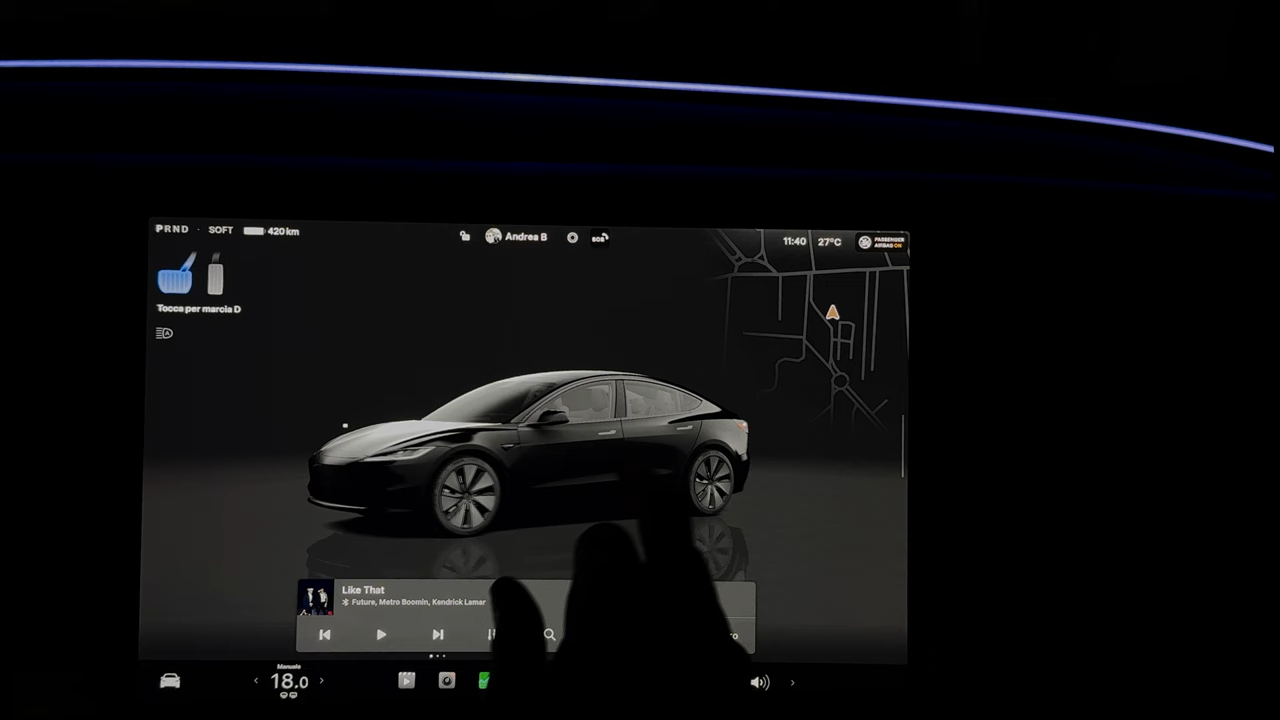 PRND · SOFT 420 km
Andrea B
SOS
11:40 27°C
PASSENGER
AIRBAG ON
Tocca per marcia D
A
Like That
Future, Metro Boomin, Kendrick Lamar
Manuale
18.0